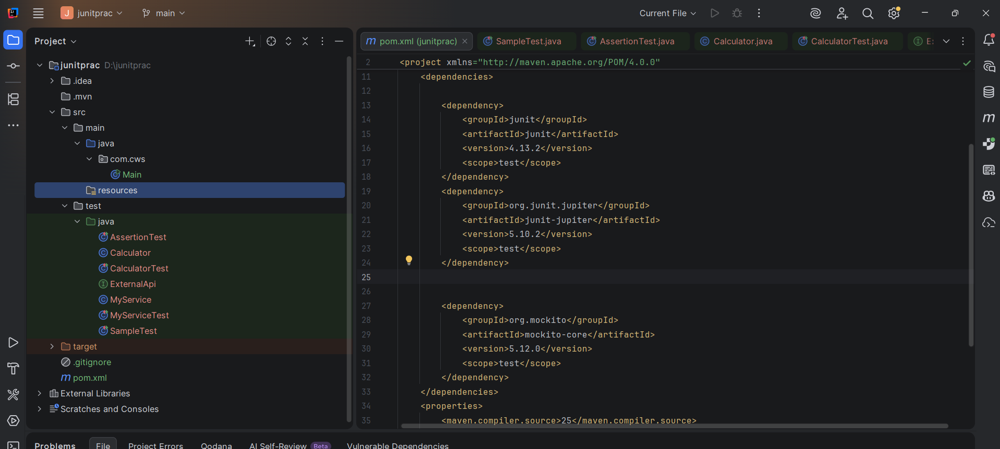 J junitprac main Current File
Project
junitprac D:\junitprac
.idea
.mvn
src
main
java
com.cws
Main
resources
test
java
AssertionTest
Calculator
CalculatorTest
ExternalApi
MyService
MyServiceTest
SampleTest
target
.gitignore
pom.xml
External Libraries
Scratches and Consoles
pom.xml (junitprac) SampleTest.java AssertionTest.java Calculator.java CalculatorTest.java
2 <project xmlns="http://maven.apache.org/POM/4.0.0"
11 <dependencies>
12
13 <dependency>
14 <groupId>junit</groupId>
15 <artifactId>junit</artifactId>
16 <version>4.13.2</version>
17 <scope>test</scope>
18 </dependency>
19 <dependency>
20 <groupId>org.junit.jupiter</groupId>
21 <artifactId>junit-jupiter</artifactId>
22 <version>5.10.2</version>
23 <scope>test</scope>
24 </dependency>
25
26
27 <dependency>
28 <groupId>org.mockito</groupId>
29 <artifactId>mockito-core</artifactId>
30 <version>5.12.0</version>
31 <scope>test</scope>
32 </dependency>
33 </dependencies>
34 <properties>
35 <maven.compiler.source>25</maven.compiler.source>
Problems File Project Errors Qodana AI Self-Review Beta Vulnerable Dependencies